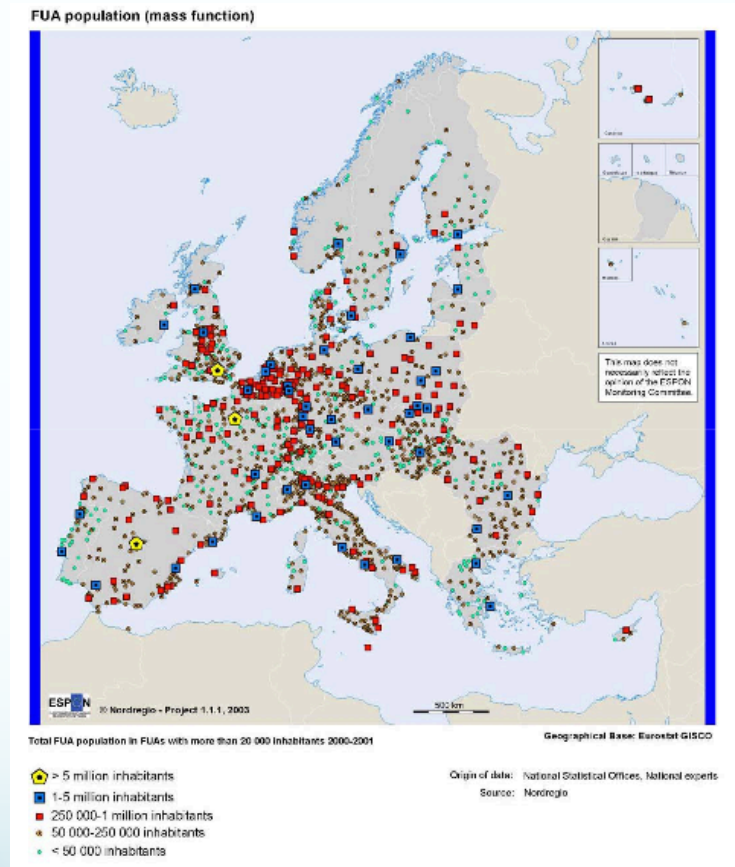 FUA population (mass function)
This map does not
necessarily reflect the
opinion of the ESPON
Monitoring Committee.
ESPON
© Nordregio - Project 1.1.1, 2003
500 km
Total FUA population in FUAs with more than 20 000 inhabitants 2000-2001
Geographical Base: Eurostat GISCO
> 5 million inhabitants
1-5 million inhabitants
250 000-1 million inhabitants
50 000-250 000 inhabitants
< 50 000 inhabitants
Origin of data: National Statistical Offices, National experts
Source: Nordregio